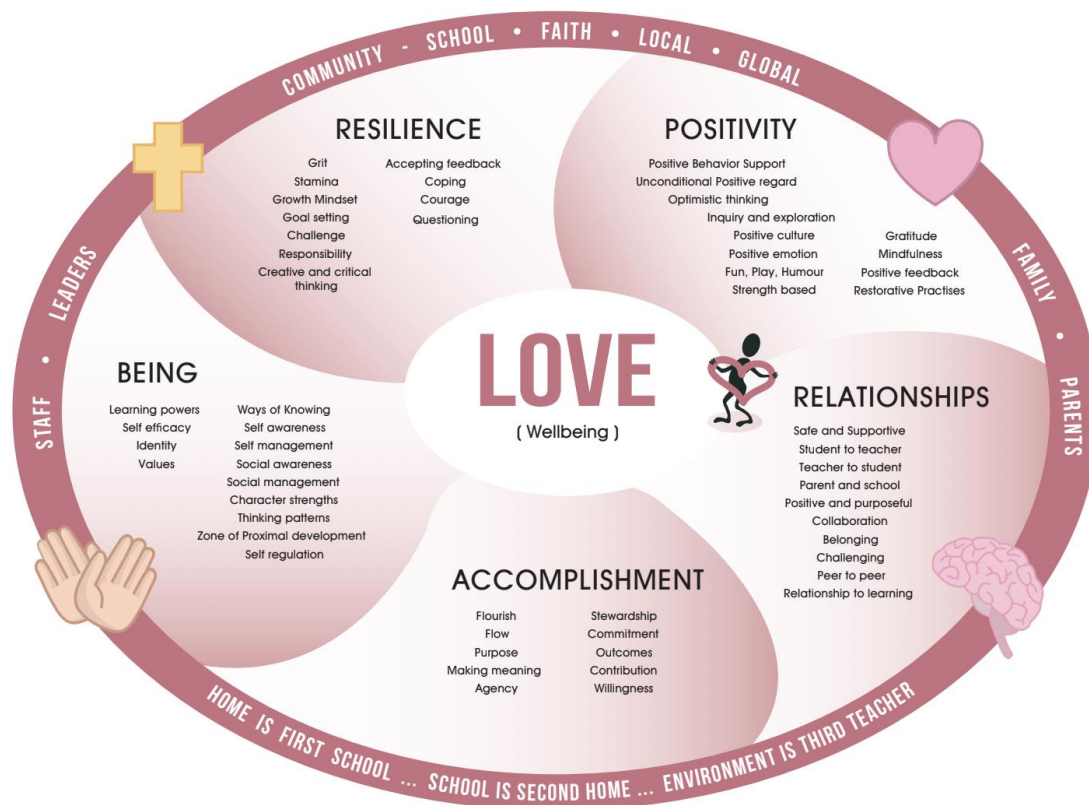 COMMUNITY - SCHOOL • FAITH • LOCAL • GLOBAL
FAMILY • PARENTS
STAFF • LEADERS
RESILIENCE
Grit
Stamina
Growth Mindset
Goal setting
Challenge
Responsibility
Creative and critical
thinking
Accepting feedback
Coping
Courage
Questioning
POSITIVITY
Positive Behavior Support
Unconditional Positive regard
Optimistic thinking
Inquiry and exploration
Positive culture
Positive emotion
Fun, Play, Humour
Strength based
Gratitude
Mindfulness
Positive feedback
Restorative Practises
LOVE
( Wellbeing )
BEING
Learning powers
Self efficacy
Identity
Values
Ways of Knowing
Self awareness
Self management
Social awareness
Social management
Character strengths
Thinking patterns
Zone of Proximal development
Self regulation
RELATIONSHIPS
Safe and Supportive
Student to teacher
Teacher to student
Parent and school
Positive and purposeful
Collaboration
Belonging
Challenging
Peer to peer
Relationship to learning
ACCOMPLISHMENT
Flourish
Flow
Purpose
Making meaning
Agency
Stewardship
Commitment
Outcomes
Contribution
Willingness
HOME IS FIRST SCHOOL ... SCHOOL IS SECOND HOME ... ENVIRONMENT IS THIRD TEACHER